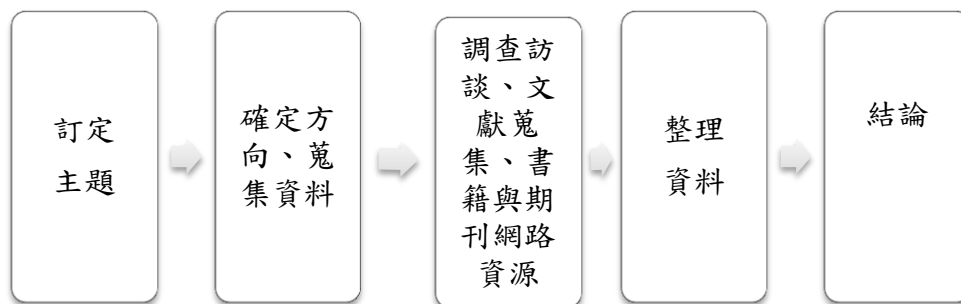 訂定
主題
確定方
向、蒐
集資料
調查訪
談、文
獻蒐
集、書
籍與期
刊網路
資源
整理
資料
結論